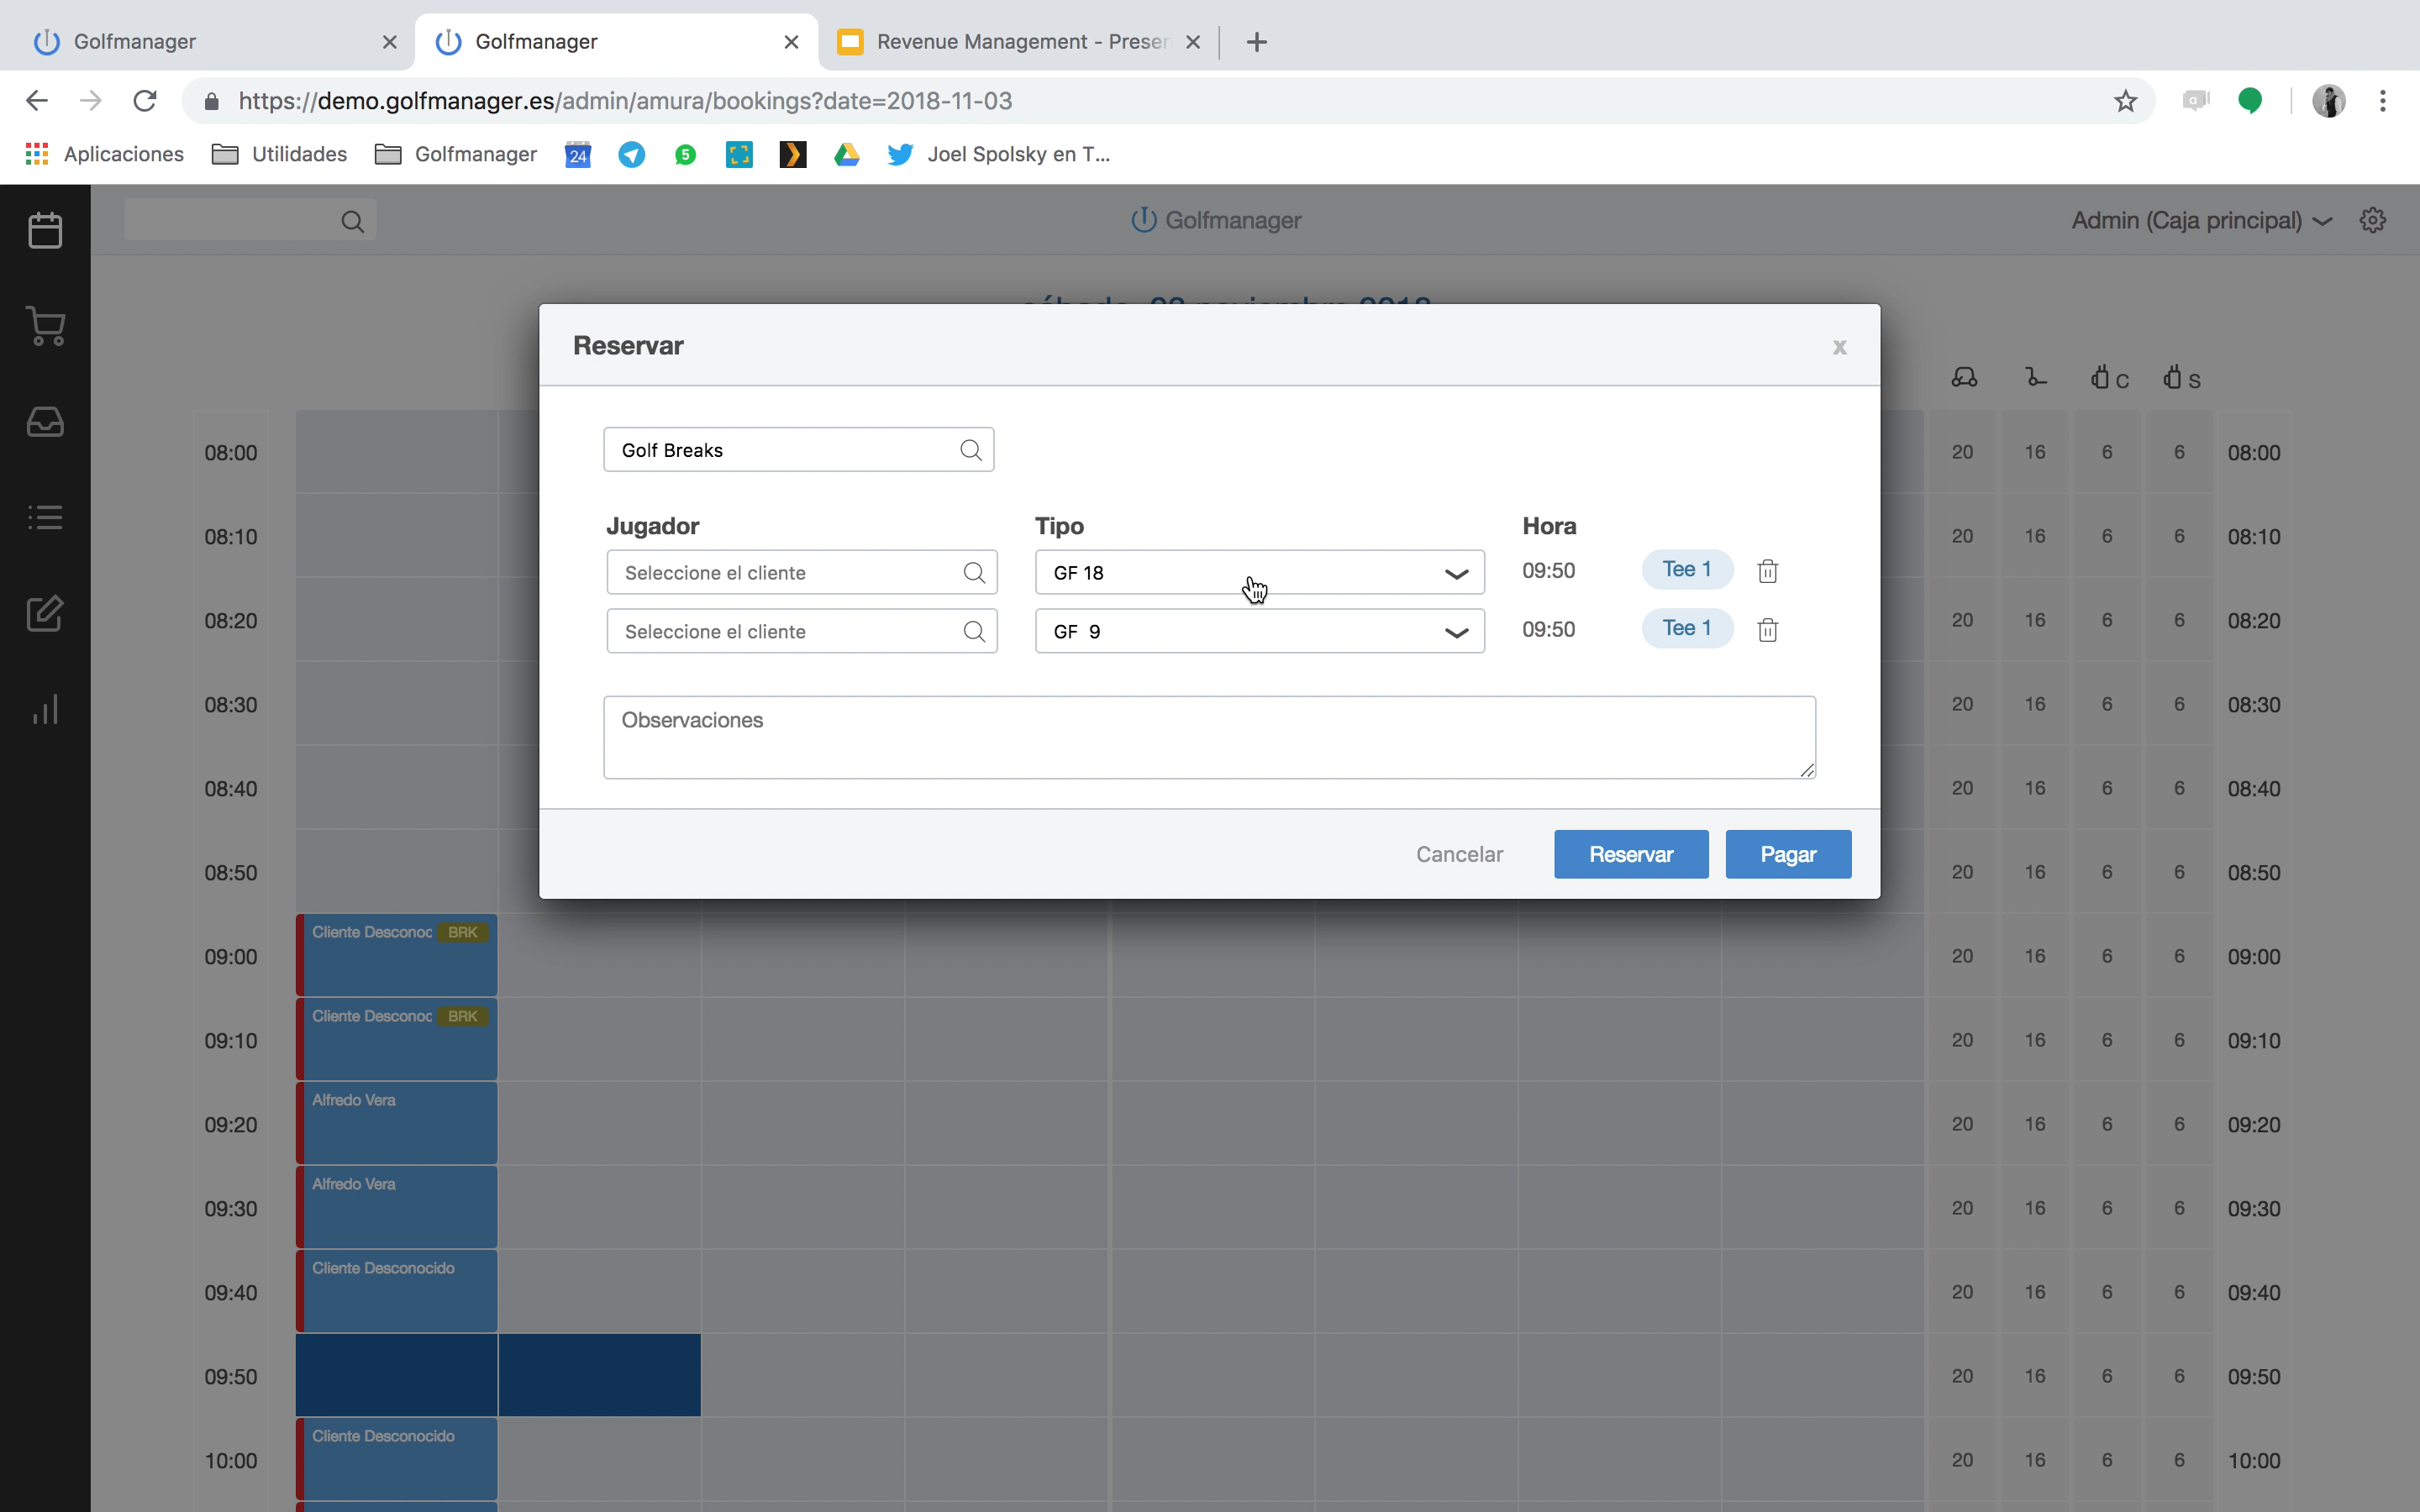 Golfmanager
Golfmanager
Revenue Management - Presen
https://demo.golfmanager.es/admin/amura/bookings?date=2018-11-03
Aplicaciones
Utilidades
Golfmanager
24
5
Joel Spolsky en T...
Golfmanager
Admin (Caja principal)
Reservar
x
C
S
Golf Breaks
Jugador Tipo Hora
Seleccione el cliente GF 18 09:50 Tee 1
Seleccione el cliente GF 9 09:50 Tee 1
Observaciones
Cancelar Reservar Pagar
08:00 20 16 6 6 08:00
08:10 20 16 6 6 08:10
08:20 20 16 6 6 08:20
08:30 20 16 6 6 08:30
08:40 20 16 6 6 08:40
08:50 20 16 6 6 08:50
09:00 Cliente Desconoc BRK 20 16 6 6 09:00
09:10 Cliente Desconoc BRK 20 16 6 6 09:10
09:20 Alfredo Vera 20 16 6 6 09:20
09:30 Alfredo Vera 20 16 6 6 09:30
09:40 Cliente Desconocido 20 16 6 6 09:40
09:50 20 16 6 6 09:50
10:00 Cliente Desconocido 20 16 6 6 10:00